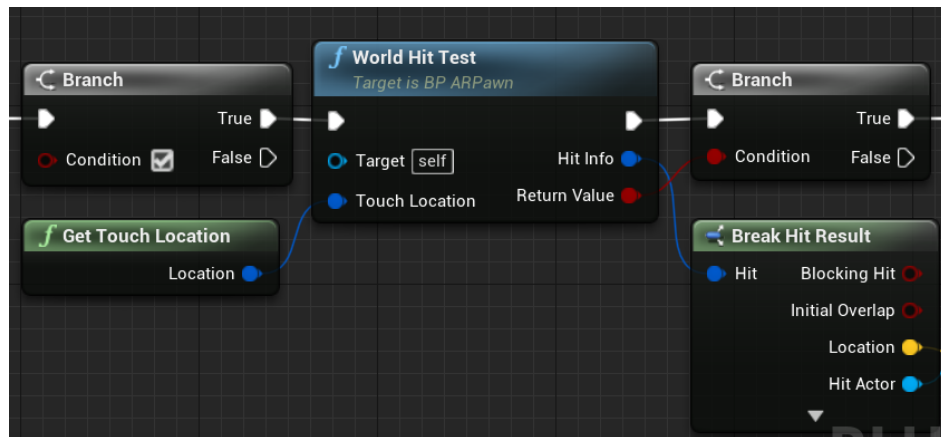 Branch
True
Condition
False
Get Touch Location
Location
World Hit Test
Target is BP ARPawn
Target self
Hit Info
Touch Location
Return Value
Branch
True
Condition
False
Break Hit Result
Hit
Blocking Hit
Initial Overlap
Location
Hit Actor